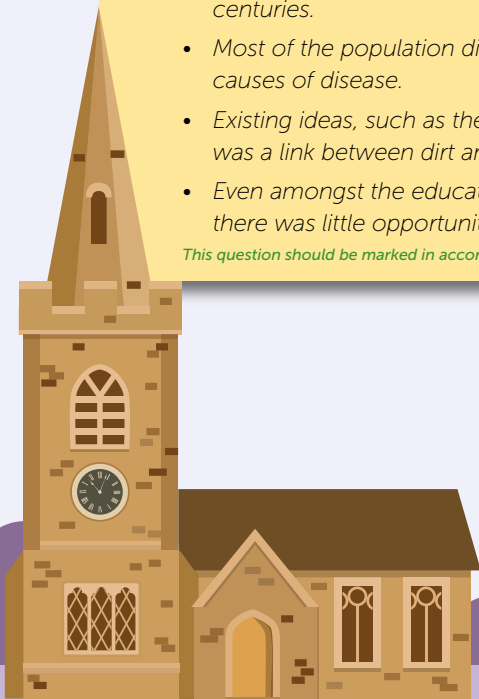 centuries.
• Most of the population di
causes of disease.
• Existing ideas, such as the
was a link between dirt an
• Even amongst the educat
there was little opportunit
This question should be marked in accor